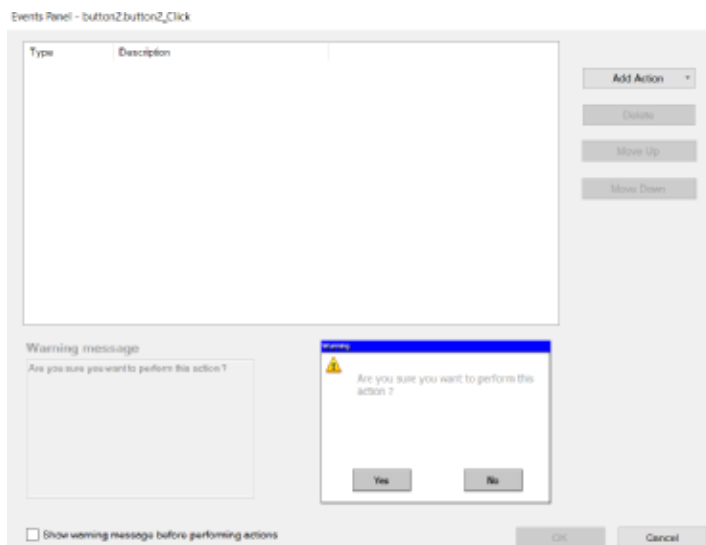 Events Panel - button2.button2_Click
Type Description
Add Action
Delete
Move Up
Move Down
Warning message
Are you sure you want to perform this action ?
Warning
Are you sure you want to perform this
action ?
Yes No
Show warning message before performing actions
OK Cancel